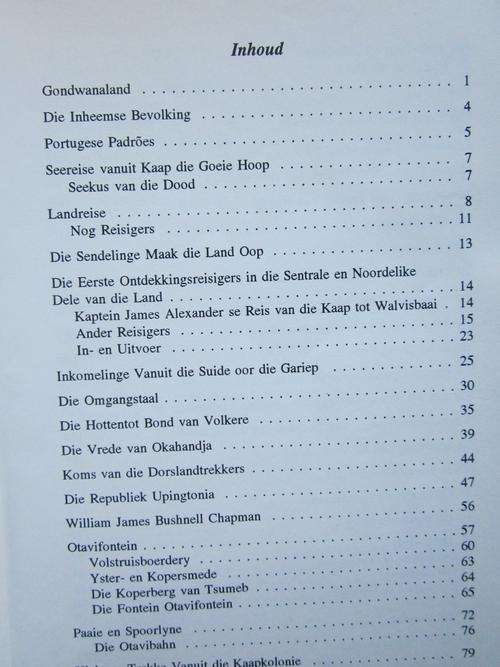 Inhoud
Gondwanaland . . . . . . . . . . . . . . . . . . . . . . . . . . . . 1
Die Inheemse Bevolking . . . . . . . . . . . . . . . . . . . . . . . 4
Portugese Padrões . . . . . . . . . . . . . . . . . . . . . . . . . . 5
Seereise vanuit Kaap die Goeie Hoop . . . . . . . . . . . . . . . . 7
Seekus van die Dood . . . . . . . . . . . . . . . . . . . . . . . 7
Landreise . . . . . . . . . . . . . . . . . . . . . . . . . . . . . . 8
Nog Reisigers . . . . . . . . . . . . . . . . . . . . . . . . . . 11
Die Sendelinge Maak die Land Oop . . . . . . . . . . . . . . . . . 13
Die Eerste Ontdekkingsreisigers in die Sentrale en Noordelike
Dele van die Land . . . . . . . . . . . . . . . . . . . . . . . . . 14
Kaptein James Alexander se Reis van die Kaap tot Walvisbaai . 14
Ander Reisigers . . . . . . . . . . . . . . . . . . . . . . . . . 15
In- en Uitvoer . . . . . . . . . . . . . . . . . . . . . . . . . . 23
Inkomelinge Vanuit die Suide oor die Gariep . . . . . . . . . . . . 25
Die Omgangstaal . . . . . . . . . . . . . . . . . . . . . . . . . . 30
Die Hottentot Bond van Volkere . . . . . . . . . . . . . . . . . . 35
Die Vrede van Okahandja . . . . . . . . . . . . . . . . . . . . . . 39
Koms van die Dorslandtrekkers . . . . . . . . . . . . . . . . . . . 44
Die Republiek Upingtonia . . . . . . . . . . . . . . . . . . . . . 47
William James Bushnell Chapman . . . . . . . . . . . . . . . . . . 56
Otavifontein . . . . . . . . . . . . . . . . . . . . . . . . . . . . 57
Volstruisboerdery . . . . . . . . . . . . . . . . . . . . . . . . 60
Yster- en Kopersmede . . . . . . . . . . . . . . . . . . . . . . 63
Die Koperberg van Tsumeb . . . . . . . . . . . . . . . . . . . . 64
Die Fontein Otavifontein . . . . . . . . . . . . . . . . . . . . . 65
Paaie en Spoorlyne . . . . . . . . . . . . . . . . . . . . . . . . . 72
Die Otavibahn . . . . . . . . . . . . . . . . . . . . . . . . . . 76
Vanuit die Kaapkolonie . . . . . . . . . . . . . . . . . . 79